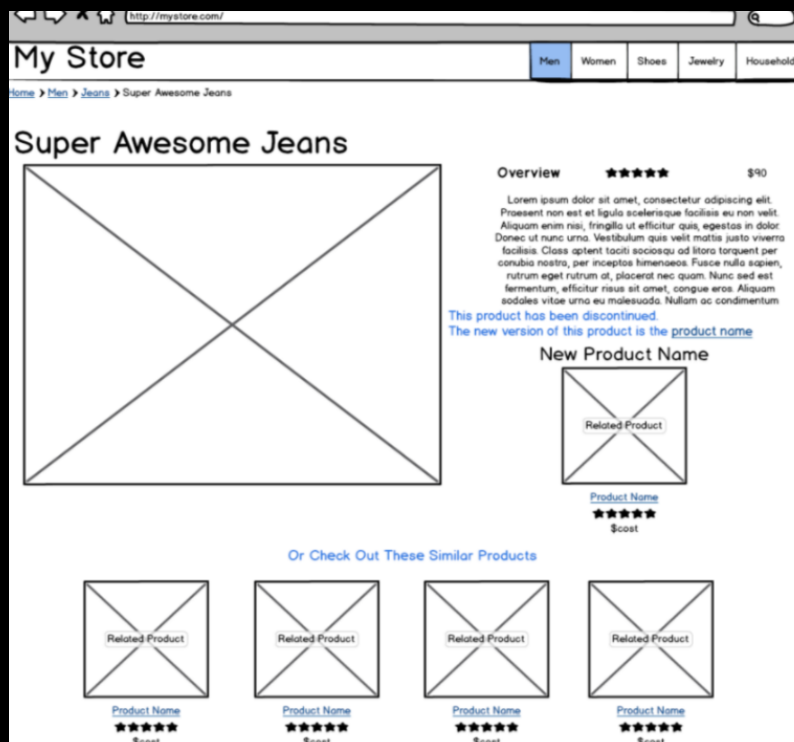 http://mystore.com/
My Store
Men
Women
Shoes
Jewelry
Household
Home > Men > Jeans > Super Awesome Jeans
Super Awesome Jeans
Overview ★★★★★ $90
Lorem ipsum dolor sit amet, consectetur adipiscing elit.
Praesent non est et ligula scelerisque facilisis eu non velit.
Aliquam enim nisi, fringilla ut efficitur quis, egestas in dolor.
Donec ut nunc urna. Vestibulum quis velit mattis justo viverra
facilisis. Class aptent taciti sociosqu ad litora torquent per
conubia nostra, per inceptos himenaeos. Fusce nulla sapien,
rutrum eget rutrum at, placerat nec quam. Nunc sed est
fermentum, efficitur risus sit amet, congue eros. Aliquam
sodales vitae urna eu malesuada. Nullam ac condimentum
This product has been discontinued.
The new version of this product is the product name
New Product Name
Related Product
Product Name
★★★★★
$cost
Or Check Out These Similar Products
Related Product
Related Product
Related Product
Related Product
Product Name
Product Name
Product Name
Product Name
★★★★★
★★★★★
★★★★★
★★★★★
$cost
$cost
$cost
$cost